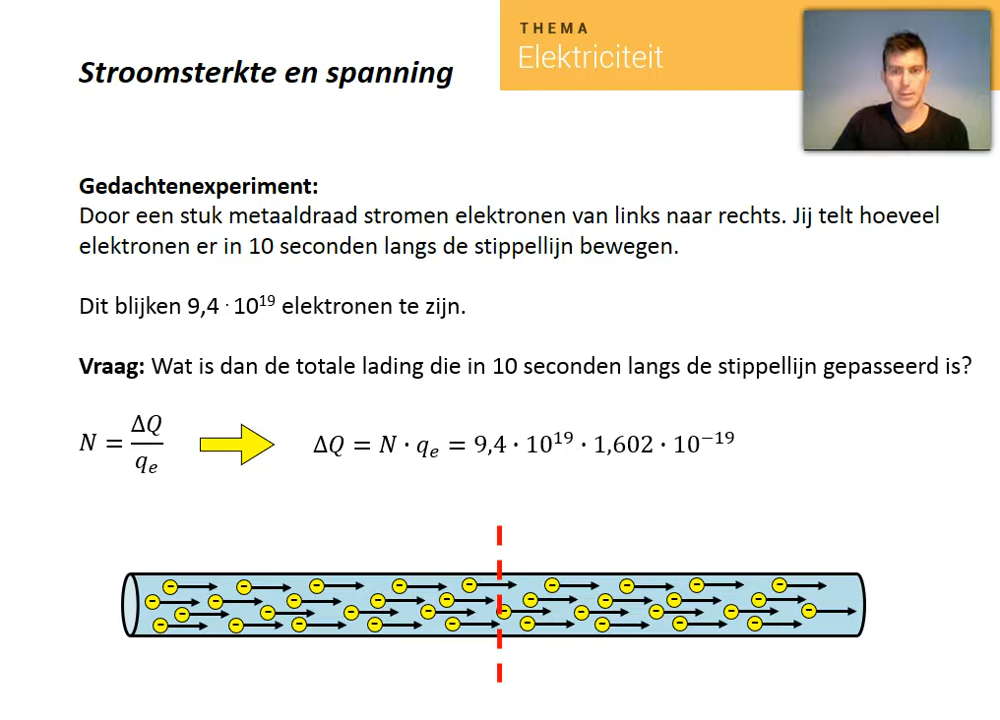 THEMA
Elektriciteit
Stroomsterkte en spanning
Gedachtenexperiment:
Door een stuk metaaldraad stromen elektronen van links naar rechts. Jij telt hoeveel
elektronen er in 10 seconden langs de stippellijn bewegen.
Dit blijken 9,4 · 10¹⁹ elektronen te zijn.
Vraag: Wat is dan de totale lading die in 10 seconden langs de stippellijn gepasseerd is?
N = ΔQ / qₑ
ΔQ = N · qₑ = 9,4 · 10¹⁹ · 1,602 · 10⁻¹⁹